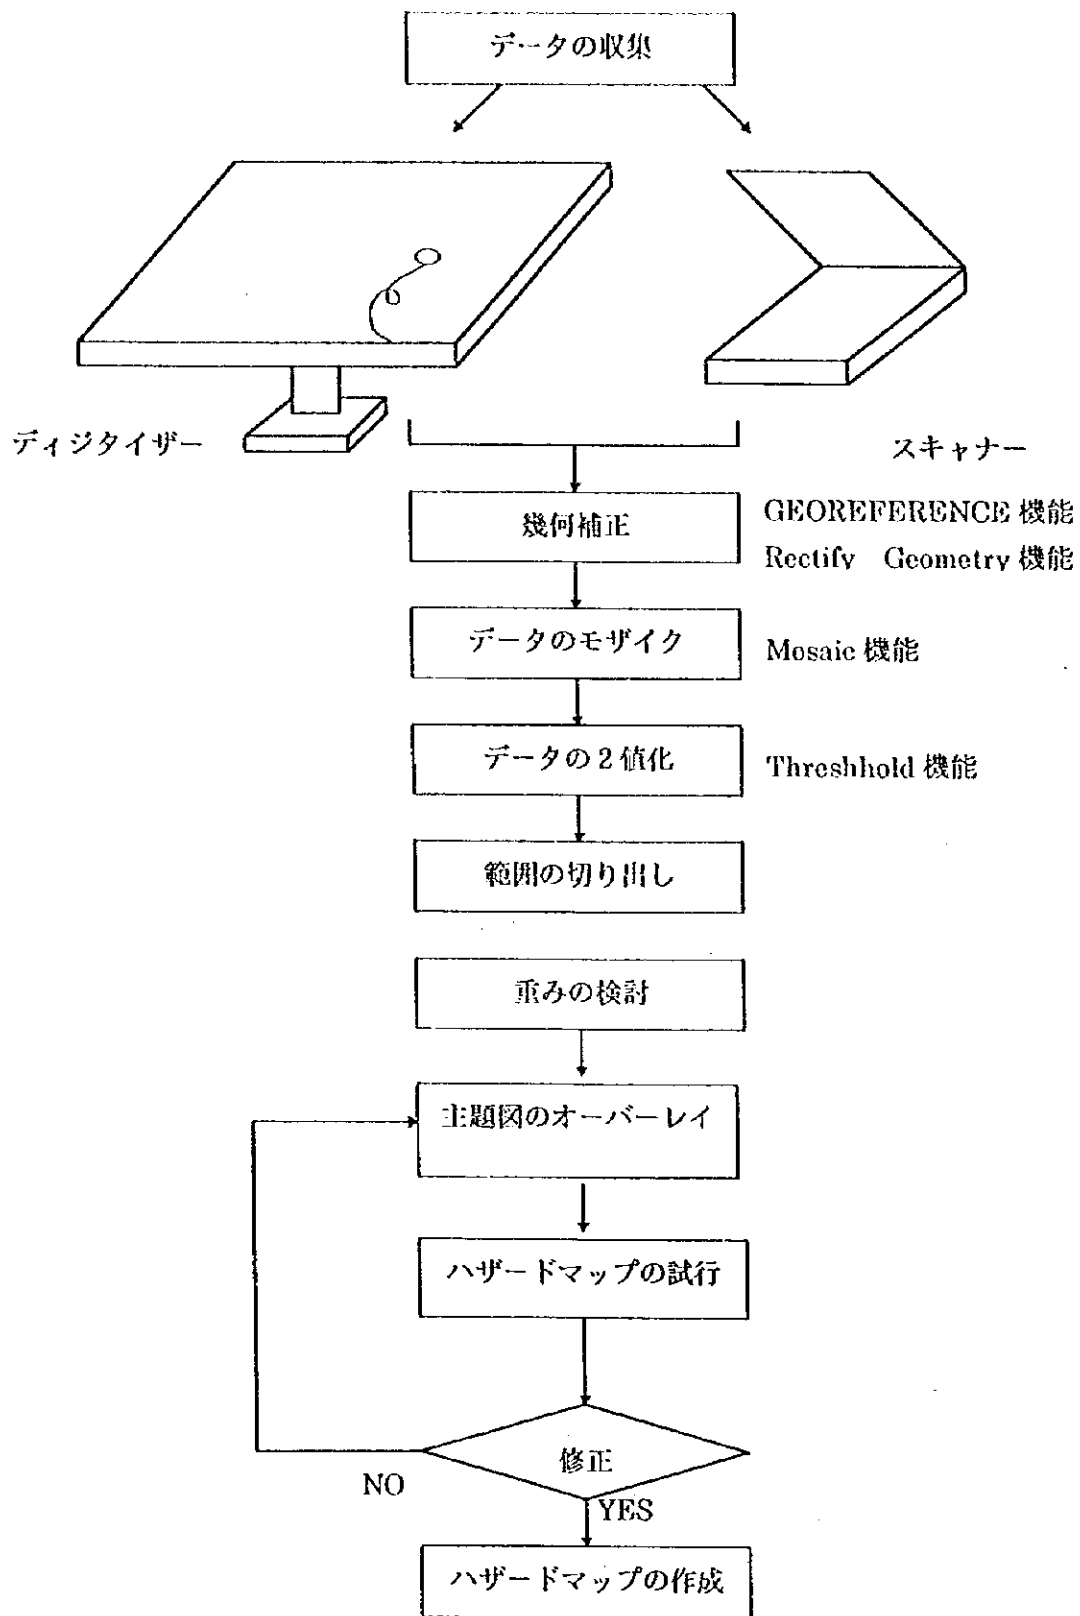 データの収集
ディジタイザー
スキャナー
幾何補正
GEOREFERENCE 機能
Rectify Geometry 機能
データのモザイク
Mosaic 機能
データの2値化
Threshhold 機能
範囲の切り出し
重みの検討
主題図のオーバーレイ
ハザードマップの試行
修正
NO
YES
ハザードマップの作成